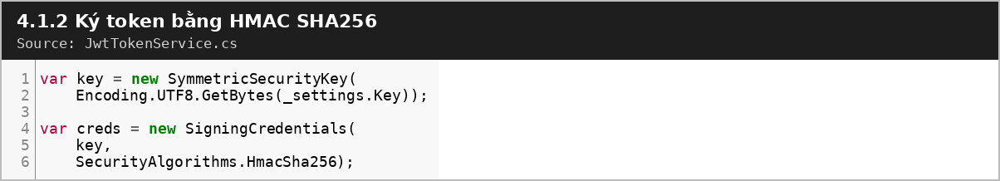 4.1.2 Ký token bằng HMAC SHA256
Source: JwtTokenService.cs
1 var key = new SymmetricSecurityKey(
2     Encoding.UTF8.GetBytes(_settings.Key));
3
4 var creds = new SigningCredentials(
5     key,
6     SecurityAlgorithms.HmacSha256);